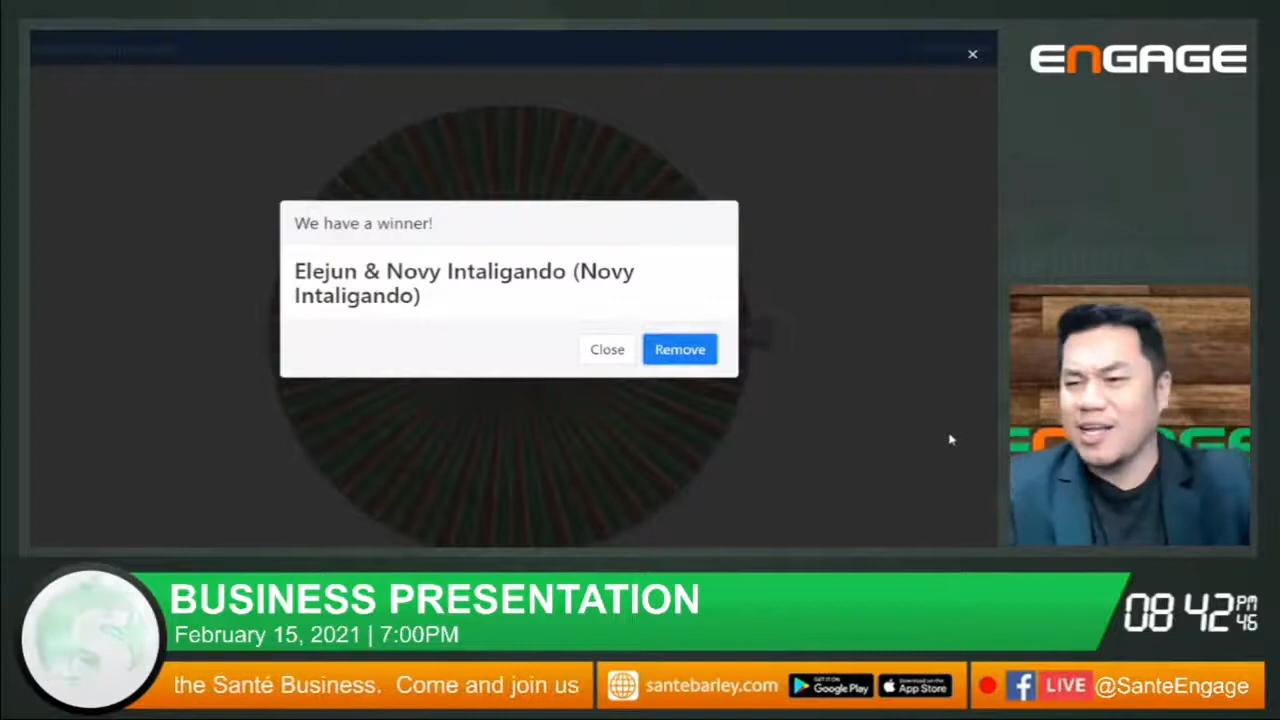 ENGAGE
We have a winner!
Elejun & Novy Intaligando (Novy
Intaligando)
Close Remove
BUSINESS PRESENTATION
February 15, 2021 | 7:00PM
08 42 PM 46
the Santé Business. Come and join us
santebarley.com
GET IT ON
Google Play
Download on the
App Store
LIVE @SanteEngage